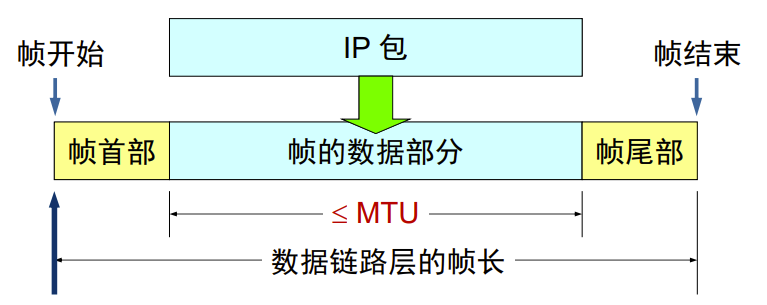 IP 包
帧开始
帧结束
帧首部
帧的数据部分
帧尾部
≤ MTU
数据链路层的帧长